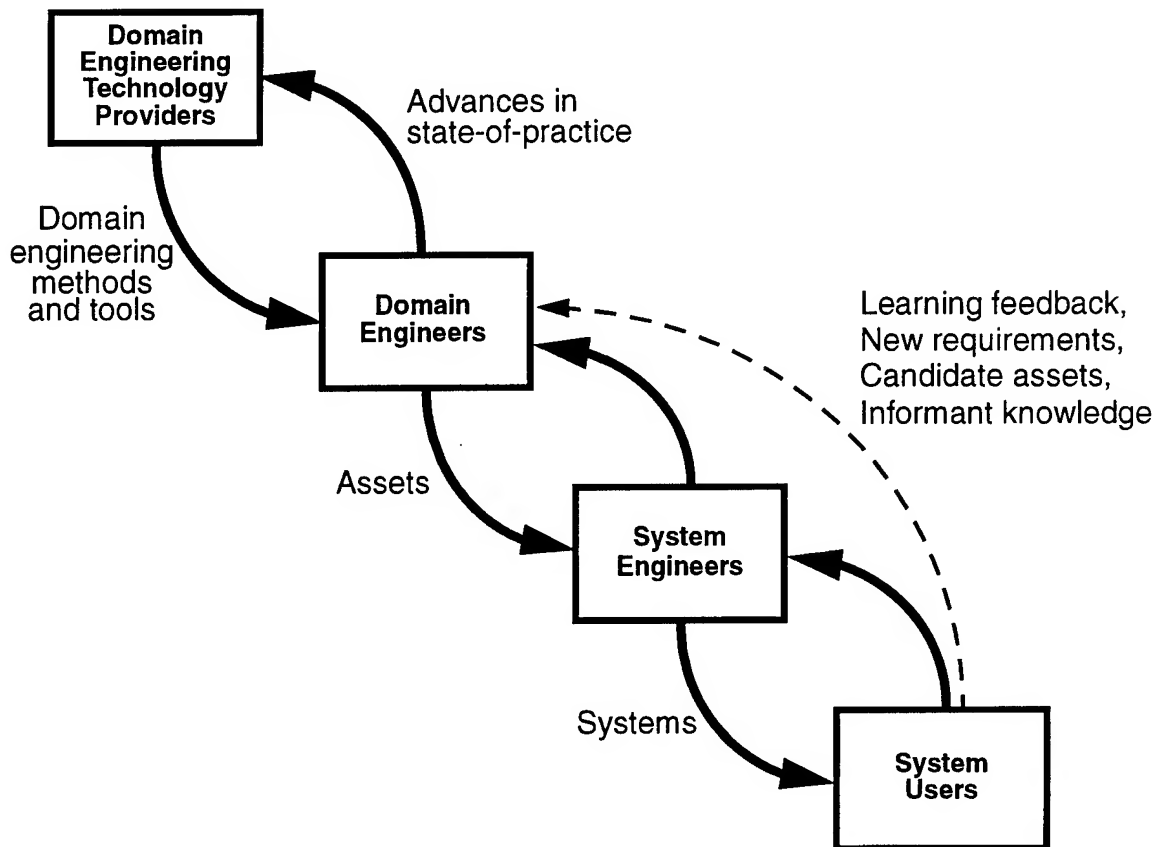 Domain
Engineering
Technology
Providers
Advances in
state-of-practice
Domain
engineering
methods
and tools
Domain
Engineers
Learning feedback,
New requirements,
Candidate assets,
Informant knowledge
Assets
System
Engineers
Systems
System
Users